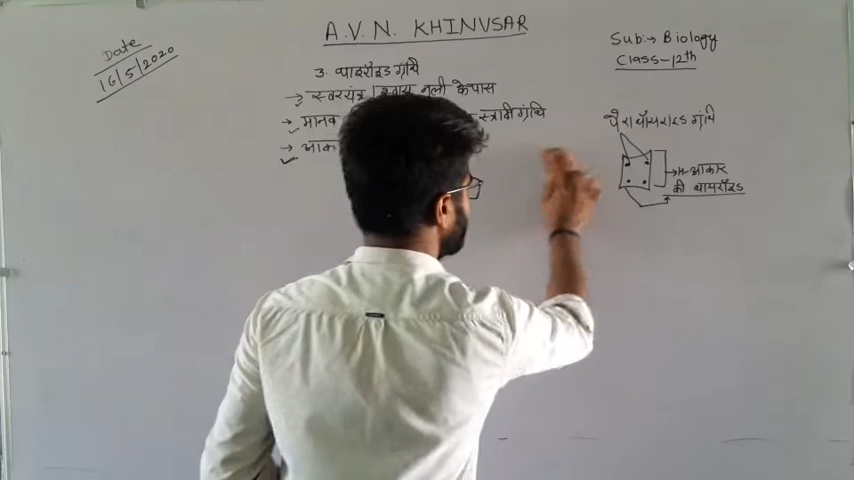 A.V.N. KHINVSAR
Date
16/5/2020
Sub:→ Biology
Class-12th
3. थाइरॉइड ग्रंथि
→ स्वरयंत्र / श्वास नली के पास
→ मानव
स्त्रावी ग्रंथि
→ आका
पैराथॉयराइड ग्रंथि
→ H-आकार
की थायरॉइड